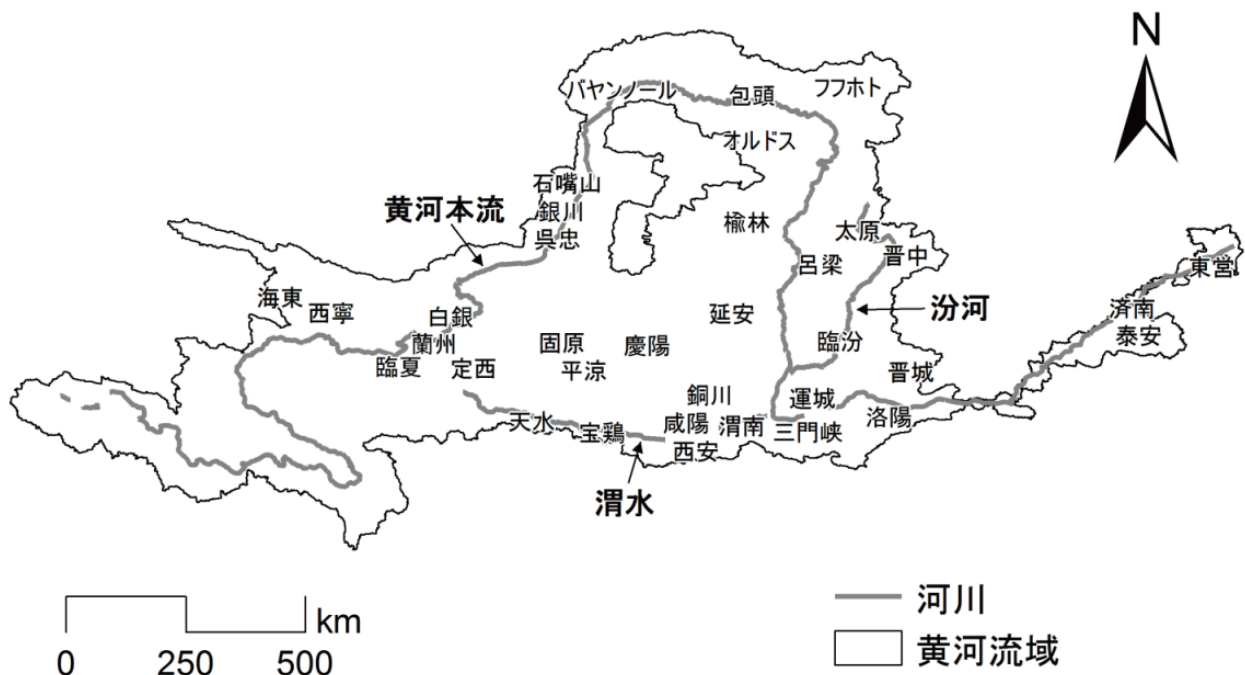 N
バヤンノール
包頭
フフホト
オルドス
石嘴山
銀川
呉忠
黄河本流
楡林
太原
晋中
呂梁
東営
海東
西寧
白銀
蘭州
臨夏
定西
固原
平涼
慶陽
延安
汾河
臨汾
済南
泰安
晋城
銅川
運城
洛陽
天水
宝鶏
咸陽
渭南
三門峡
西安
渭水
km
0
250
500
河川
黄河流域